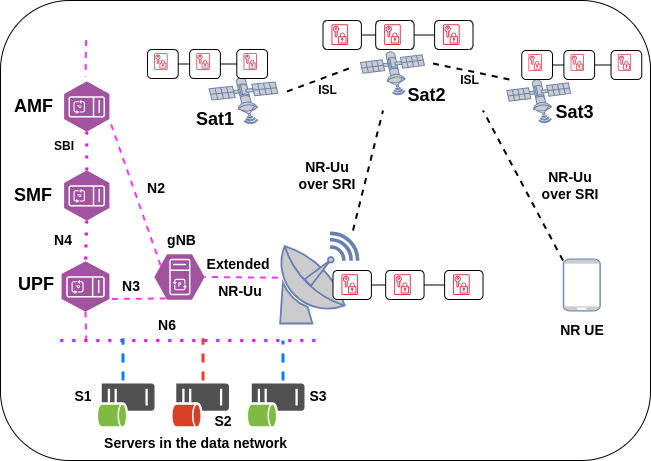 ISL
Sat1
Sat2
ISL
Sat3
AMF
SBI
N2
NR-Uu
over SRI
NR-Uu
over SRI
SMF
N4
gNB
Extended
UPF
N3
NR-Uu
N6
NR UE
S1
S2
S3
Servers in the data network